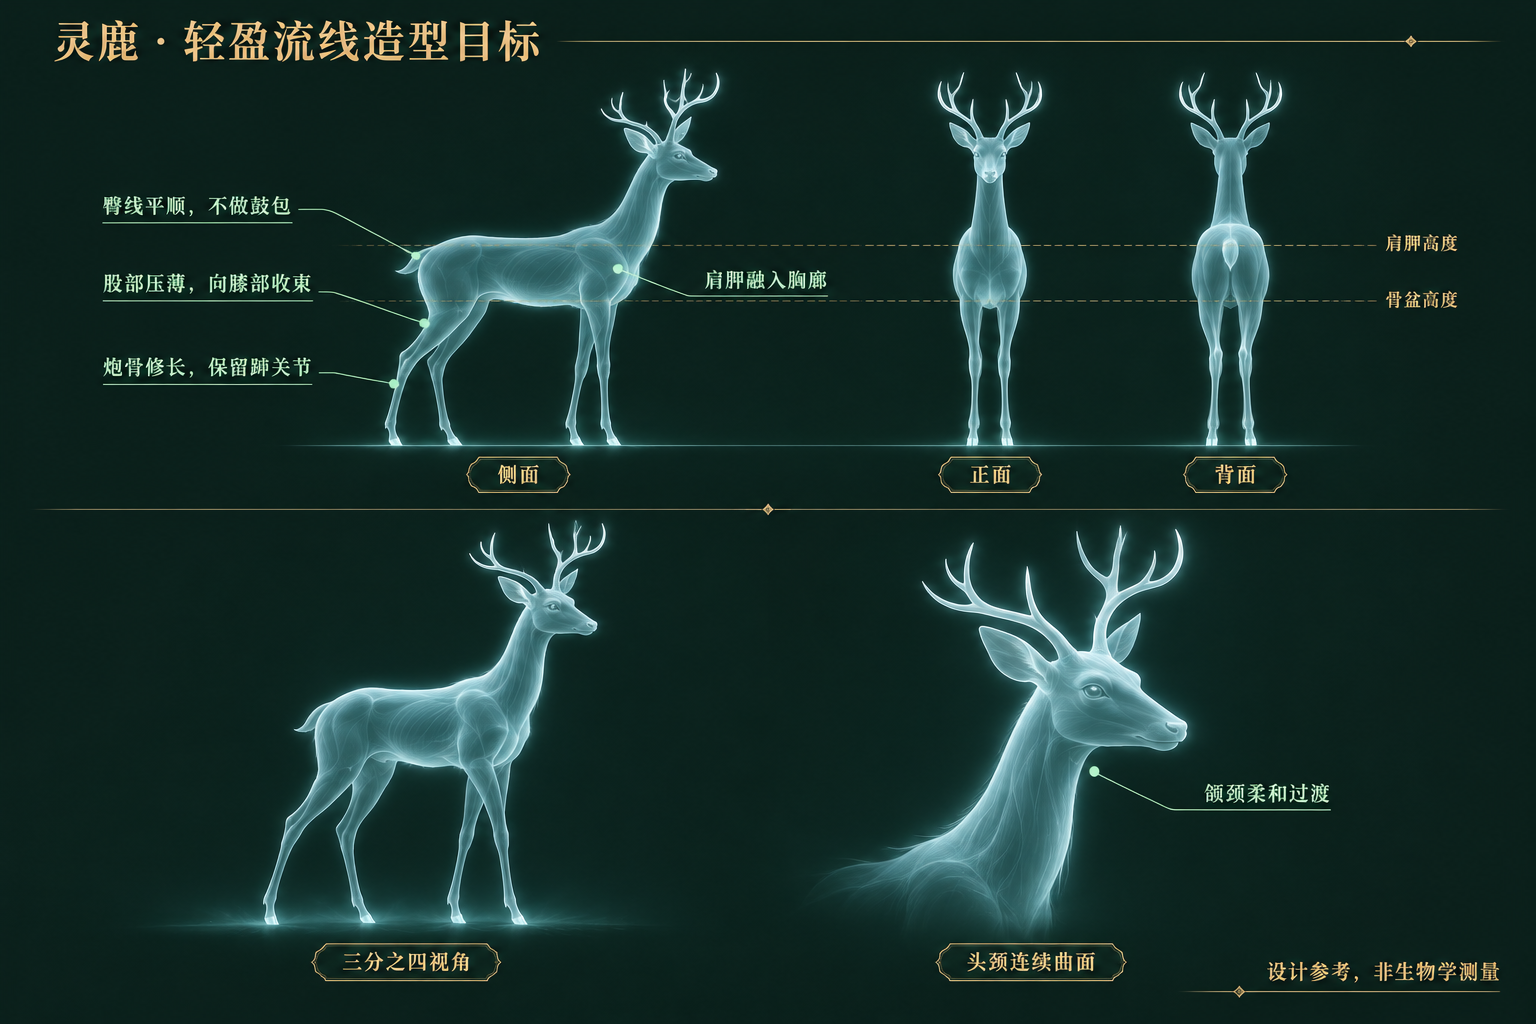 灵鹿·轻盈流线造型目标
臀线平顺，不做鼓包
股部压薄，向膝部收束
炮骨修长，保留踭关节
肩胛融入胸廓
肩胛高度
骨盆高度
侧面
正面
背面
颌颈柔和过渡
三分之四视角
头颈连续曲面
设计参考，非生物学测量